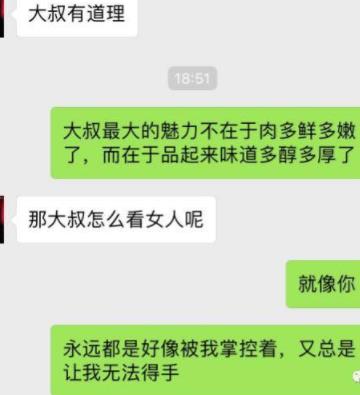 大叔有道理
18:51
大叔最大的魅力不在于肉多鲜多嫩
了，而在于品起来味道多醇多厚了
那大叔怎么看女人呢
就像你
永远都是好像被我掌控着，又总是
让我无法得手